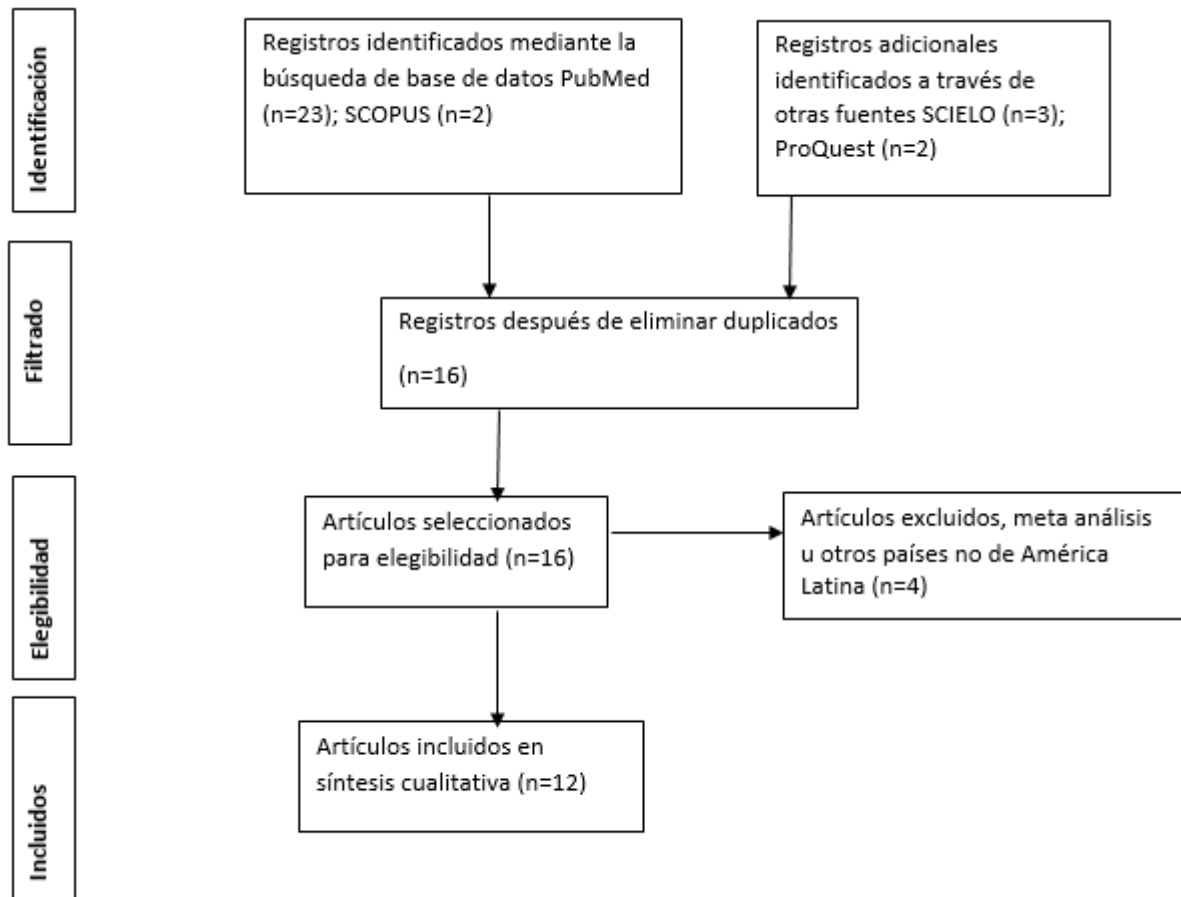 Identificación
Registros identificados mediante la
búsqueda de base de datos PubMed
(n=23); SCOPUS (n=2)
Registros adicionales
identificados a través de
otras fuentes SCIELO (n=3);
ProQuest (n=2)
Filtrado
Registros después de eliminar duplicados
(n=16)
Elegibilidad
Artículos seleccionados
para elegibilidad (n=16)
Artículos excluidos, meta análisis
u otros países no de América
Latina (n=4)
Incluidos
Artículos incluidos en
síntesis cualitativa (n=12)